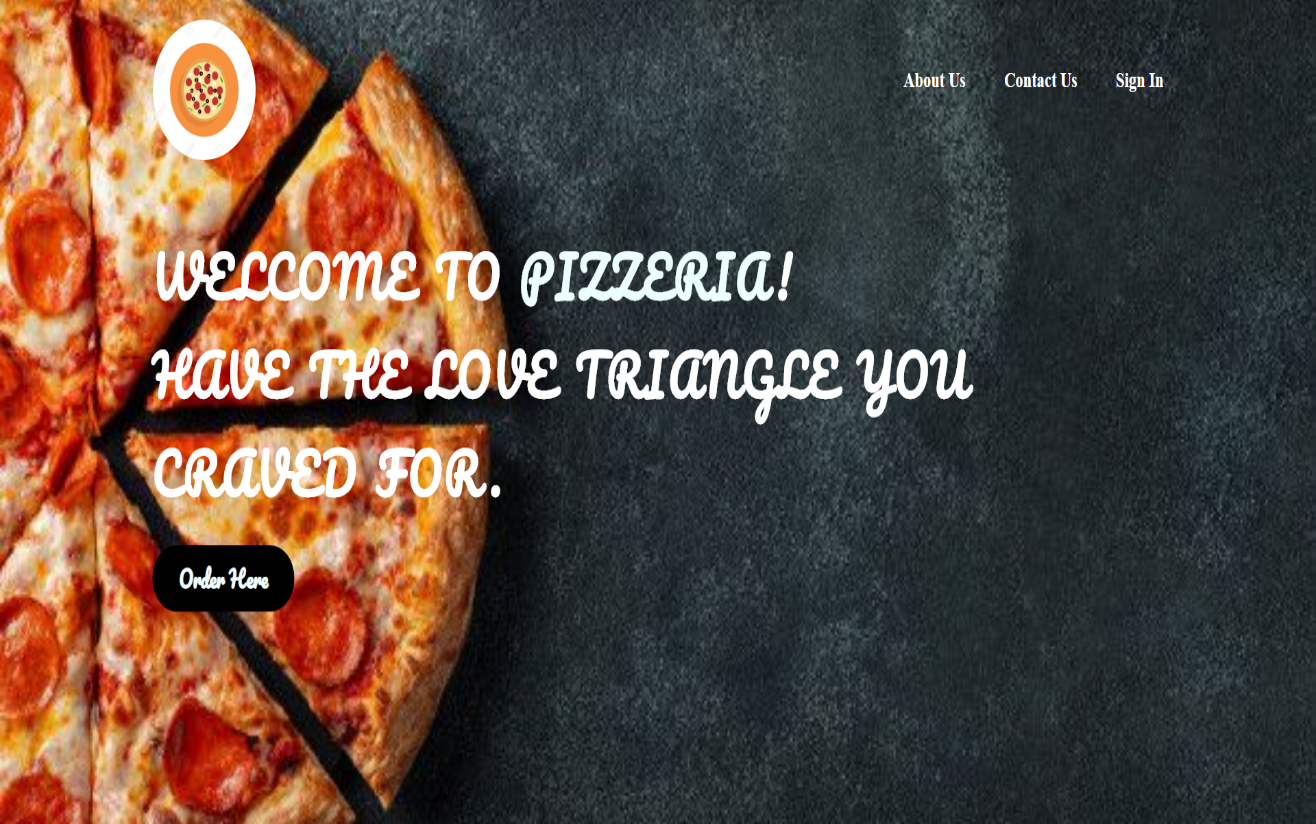 About Us Contact Us Sign In
WELCOME TO PIZZERIA!
HAVE THE LOVE TRIANGLE YOU
CRAVED FOR.
Order Here